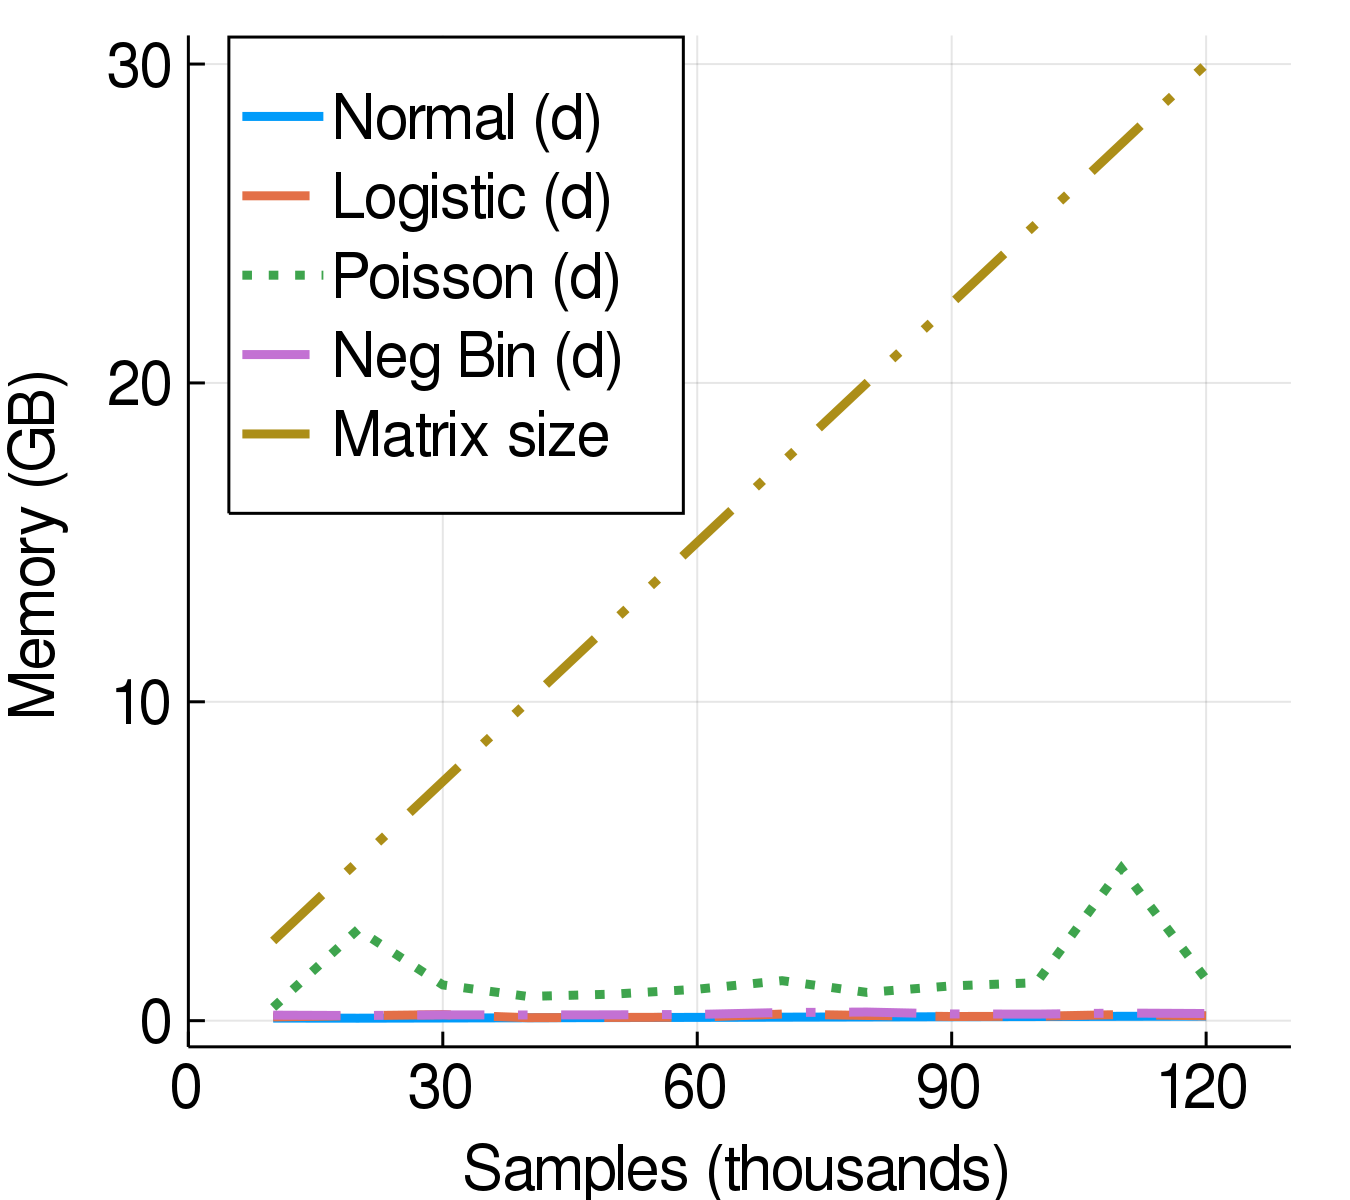 30
20
10
0
Memory (GB)
Normal (d)
Logistic (d)
Poisson (d)
Neg Bin (d)
Matrix size
0 30 60 90 120
Samples (thousands)